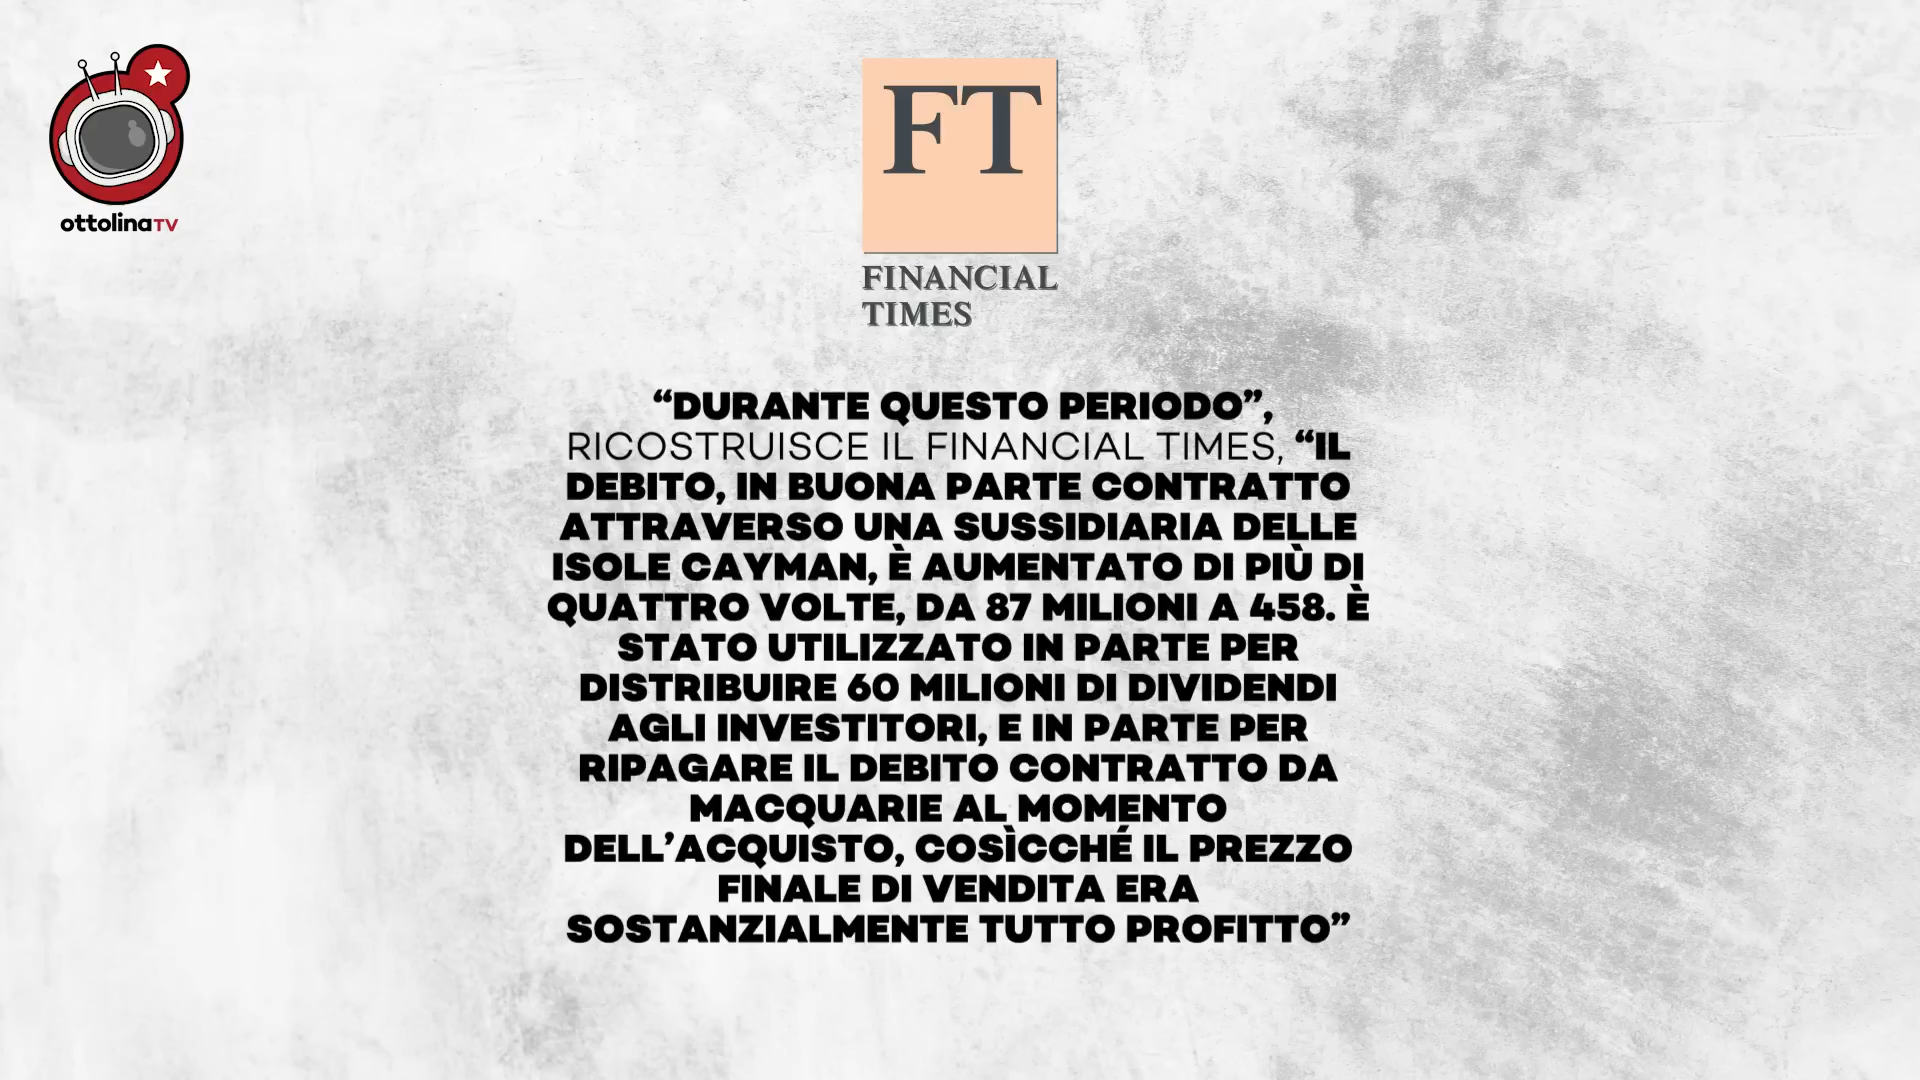 ottolinaTV
FT
FINANCIAL
TIMES
“DURANTE QUESTO PERIODO”,
RICOSTRUISCE IL FINANCIAL TIMES, “IL
DEBITO, IN BUONA PARTE CONTRATTO
ATTRAVERSO UNA SUSSIDIARIA DELLE
ISOLE CAYMAN, È AUMENTATO DI PIÙ DI
QUATTRO VOLTE, DA 87 MILIONI A 458. È
STATO UTILIZZATO IN PARTE PER
DISTRIBUIRE 60 MILIONI DI DIVIDENDI
AGLI INVESTITORI, E IN PARTE PER
RIPAGARE IL DEBITO CONTRATTO DA
MACQUARIE AL MOMENTO
DELL’ACQUISTO, COSÌCCHÉ IL PREZZO
FINALE DI VENDITA ERA
SOSTANZIALMENTE TUTTO PROFITTO”